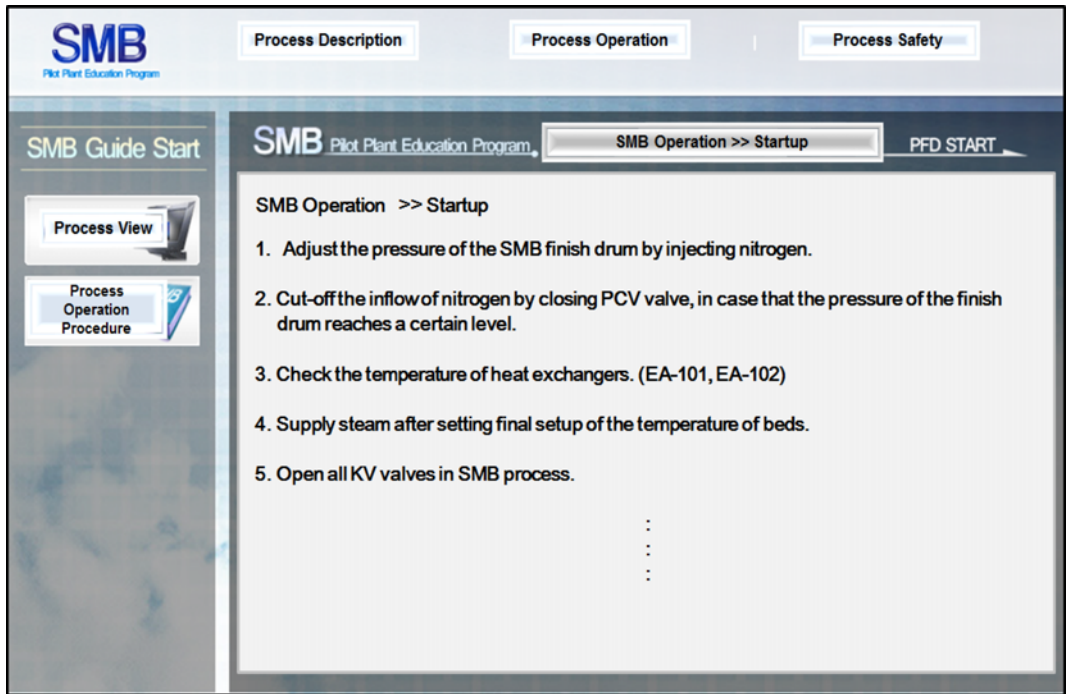 SMB
Pilot Plant Education Program
Process Description
Process Operation
Process Safety
SMB Guide Start
Process View
Process
Operation
Procedure
SMB Pilot Plant Education Program.
SMB Operation >> Startup
PFD START
SMB Operation >> Startup
1. Adjust the pressure of the SMB finish drum by injecting nitrogen.
2. Cut-off the inflow of nitrogen by closing PCV valve, in case that the pressure of the finish
drum reaches a certain level.
3. Check the temperature of heat exchangers. (EA-101, EA-102)
4. Supply steam after setting final setup of the temperature of beds.
5. Open all KV valves in SMB process.
:
:
: